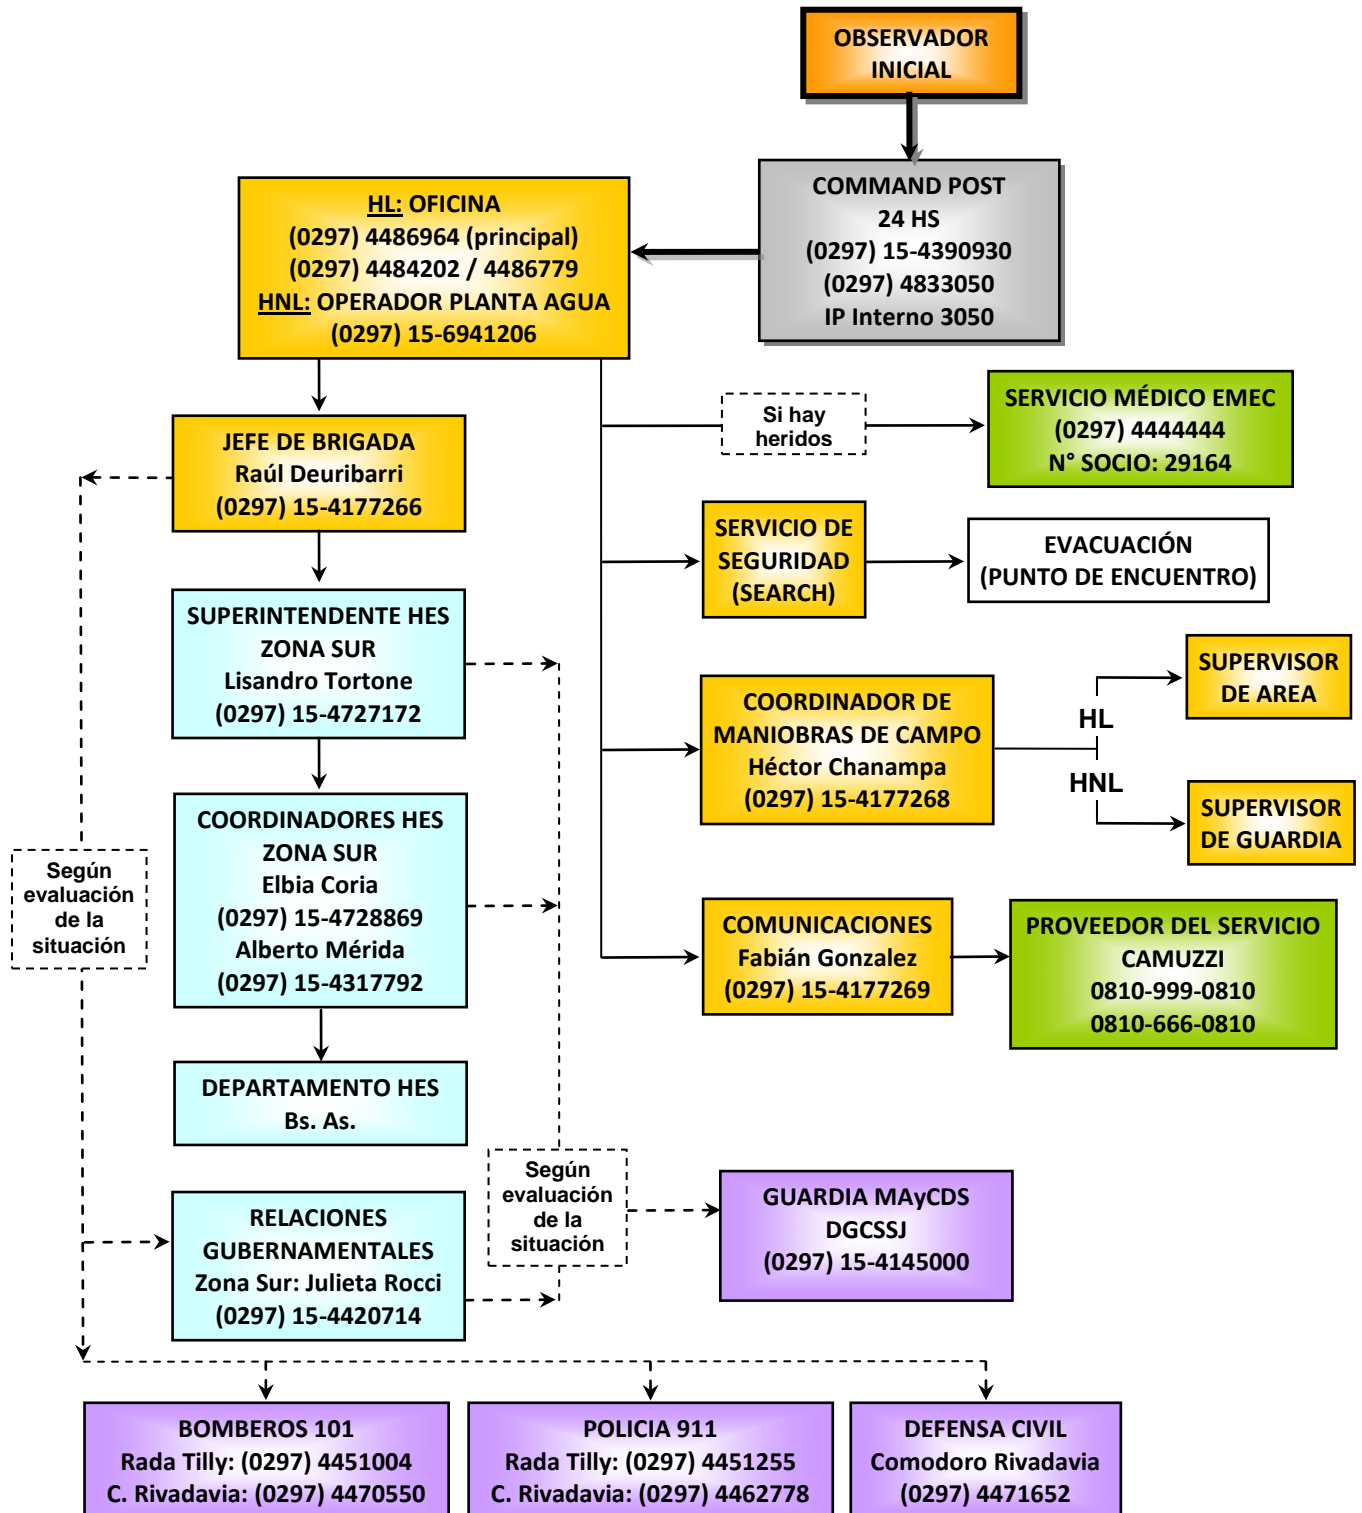 OBSERVADOR
INICIAL
COMMAND POST
24 HS
(0297) 15-4390930
(0297) 4833050
IP Interno 3050
HL: OFICINA
(0297) 4486964 (principal)
(0297) 4484202 / 4486779
HNL: OPERADOR PLANTA AGUA
(0297) 15-6941206
Si hay
heridos
SERVICIO MÉDICO EMEC
(0297) 4444444
N° SOCIO: 29164
JEFE DE BRIGADA
Raúl Deuribarri
(0297) 15-4177266
SERVICIO DE
SEGURIDAD
(SEARCH)
EVACUACIÓN
(PUNTO DE ENCUENTRO)
SUPERINTENDENTE HES
ZONA SUR
Lisandro Tortone
(0297) 15-4727172
COORDINADOR DE
MANIOBRAS DE CAMPO
Héctor Chanampa
(0297) 15-4177268
HL
SUPERVISOR
DE AREA
HNL
SUPERVISOR
DE GUARDIA
COORDINADORES HES
ZONA SUR
Elbia Coria
(0297) 15-4728869
Alberto Mérida
(0297) 15-4317792
Según
evaluación
de la
situación
COMUNICACIONES
Fabián Gonzalez
(0297) 15-4177269
PROVEEDOR DEL SERVICIO
CAMUZZI
0810-999-0810
0810-666-0810
DEPARTAMENTO HES
Bs. As.
Según
evaluación
de la
situación
GUARDIA MAyCDS
DGCSSJ
(0297) 15-4145000
RELACIONES
GUBERNAMENTALES
Zona Sur: Julieta Rocci
(0297) 15-4420714
BOMBEROS 101
Rada Tilly: (0297) 4451004
C. Rivadavia: (0297) 4470550
POLICIA 911
Rada Tilly: (0297) 4451255
C. Rivadavia: (0297) 4462778
DEFENSA CIVIL
Comodoro Rivadavia
(0297) 4471652